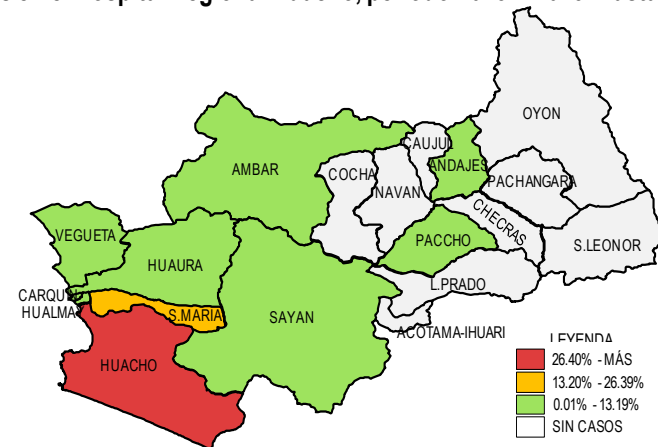 OYON
CAUJUL
AMBAR
COCHA
ANDAJES
PACHANGARA
NAVAN
CHECRAS
VEGUETA
PACCHO
S.LEONOR
HUAURA
L.PRADO
CARQUIN
HUALMA
S.MARIA
SAYAN
ACOTAMA-IHUARI
HUACHO
LEYENDA
26.40% - MÁS
13.20% - 26.39%
0.01% - 13.19%
SIN CASOS